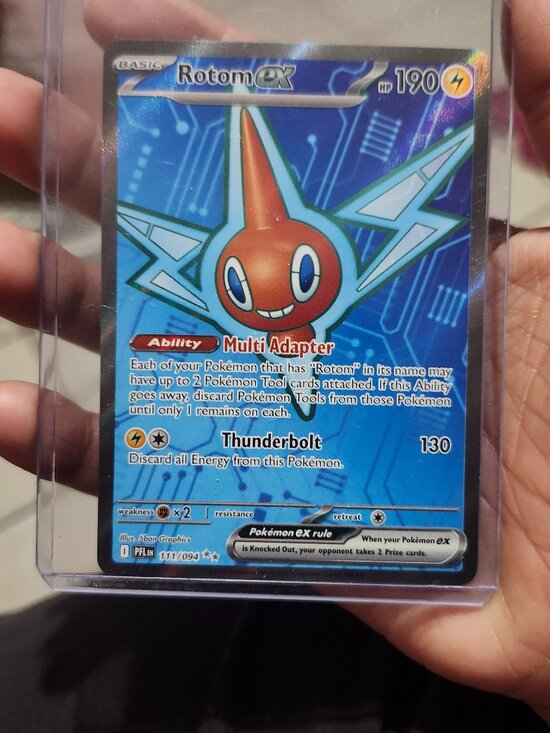 BASIC Rotom ex HP 190
Ability Multi Adapter
Each of your Pokémon that has "Rotom" in its name may
have up to 2 Pokémon Tool cards attached. If this Ability
goes away, discard Pokémon Tools from those Pokémon
until only 1 remains on each.
Thunderbolt 130
Discard all Energy from this Pokémon.
weakness ×2 resistance retreat
Illus. 5ban Graphics
Pokémon ex rule When your Pokémon ex
is Knocked Out, your opponent takes 2 Prize cards.
I PFL EN 111/094